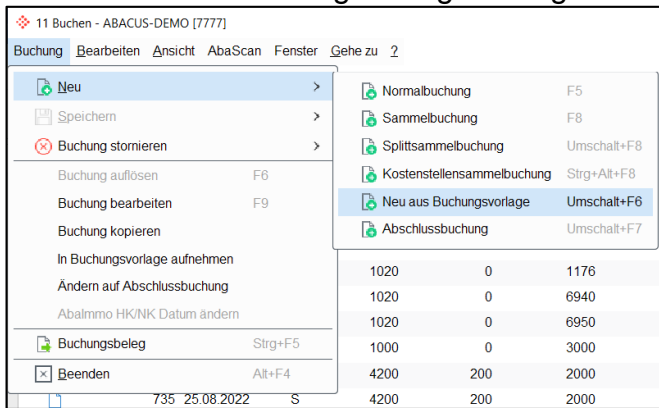 11 Buchen - ABACUS-DEMO [7777]
Buchung Bearbeiten Ansicht AbaScan Fenster Gehe zu ?
Neu >
Speichern >
Buchung stornieren >
Buchung auflösen F6
Buchung bearbeiten F9
Buchung kopieren
In Buchungsvorlage aufnehmen
Ändern auf Abschlussbuchung
AbaImmo HK/NK Datum ändern
Buchungsbeleg Strg+F5
Beenden Alt+F4
Normalbuchung F5
Sammelbuchung F8
Splittsammelbuchung Umschalt+F8
Kostenstellensammelbuchung Strg+Alt+F8
Neu aus Buchungsvorlage Umschalt+F6
Abschlussbuchung Umschalt+F7
1020 0 1176
1020 0 6940
1020 0 6950
1000 0 3000
4200 200 2000
735 25.08.2022 S 4200 200 2000